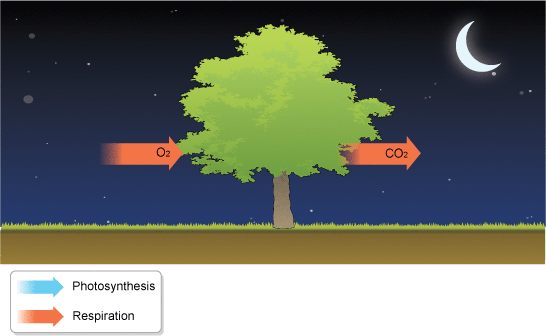 O₂
CO₂
Photosynthesis
Respiration